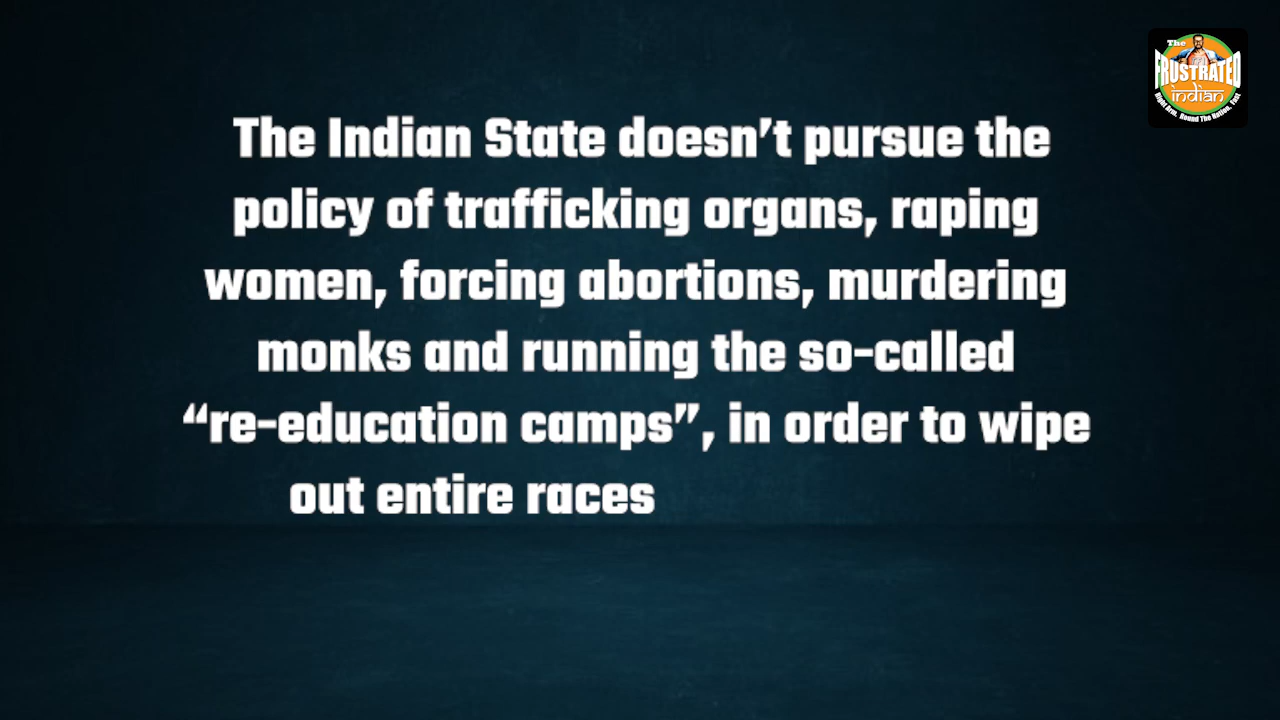 The
FRUSTRATED
indian
The Indian State doesn’t pursue the
policy of trafficking organs, raping
women, forcing abortions, murdering
monks and running the so-called
“re-education camps”, in order to wipe
out entire races